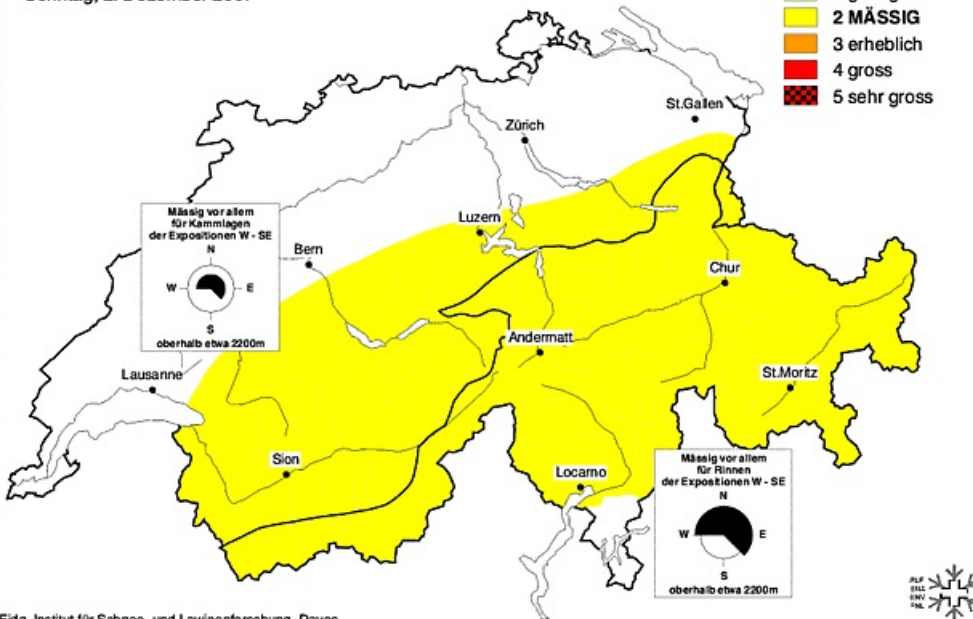 2 MÄSSIG
3 erheblich
4 gross
5 sehr gross
St.Gallen
Zürich
Mässig vor allem
für Kammlagen
der Expositionen W - SE
N
W
E
S
oberhalb etwa 2200m
Luzern
Bern
Chur
Andermatt
Lausanne
St.Moritz
Sion
Locarno
Mässig vor allem
für Rinnen
der Expositionen W - SE
N
W
E
S
oberhalb etwa 2200m
SLF
ENA